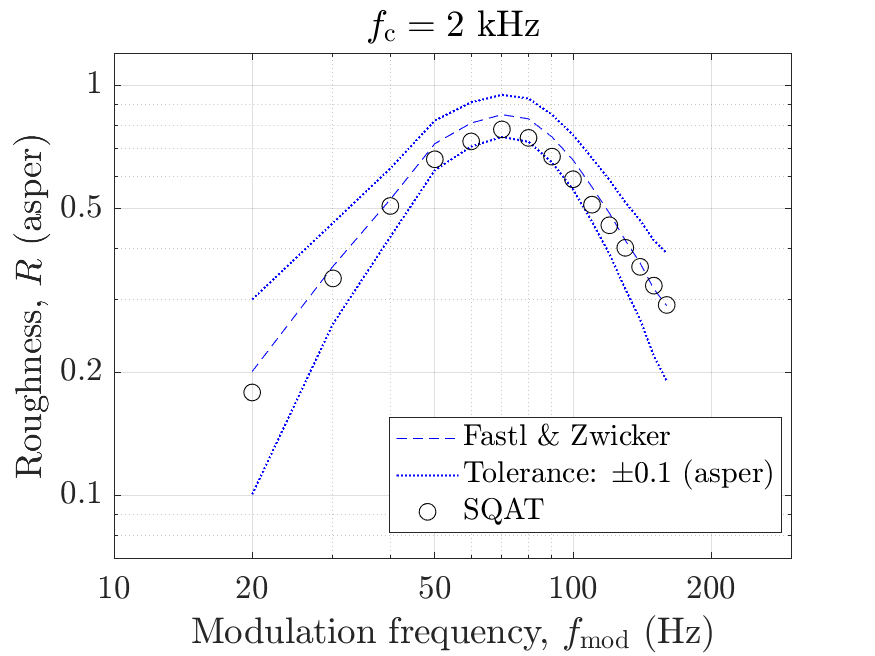 f_c = 2 kHz
Roughness, R (asper)
1
0.5
0.2
0.1
Fastl & Zwicker
Tolerance: ±0.1 (asper)
SQAT
10 20 50 100 200
Modulation frequency, f_mod (Hz)